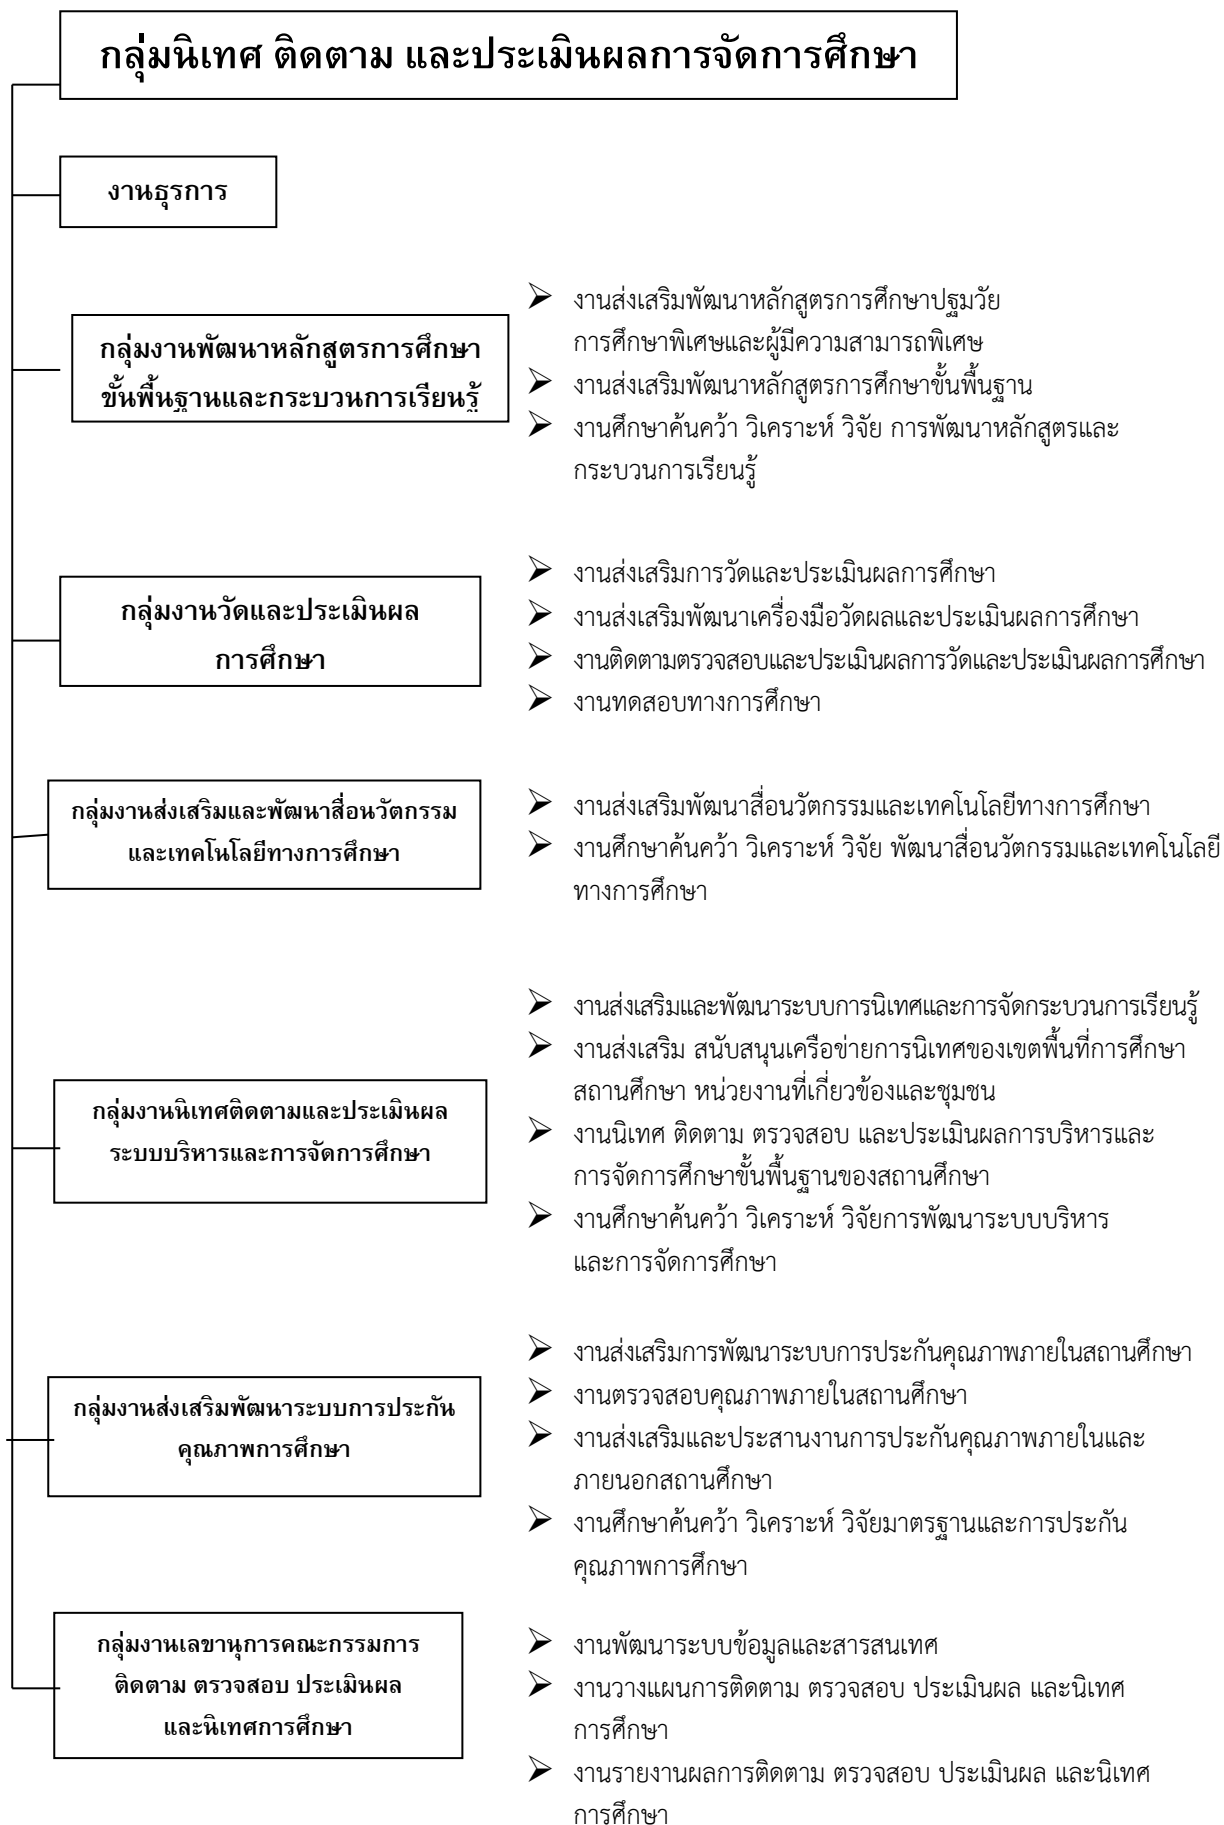 กลุ่มนิเทศ ติดตาม และประเมินผลการจัดการศึกษา
งานธุรการ
กลุ่มงานพัฒนาหลักสูตรการศึกษา
ขั้นพื้นฐานและกระบวนการเรียนรู้
งานส่งเสริมพัฒนาหลักสูตรการศึกษาปฐมวัย
การศึกษาพิเศษและผู้มีความสามารถพิเศษ
งานส่งเสริมพัฒนาหลักสูตรการศึกษาขั้นพื้นฐาน
งานศึกษาค้นคว้า วิเคราะห์ วิจัย การพัฒนาหลักสูตรและ
กระบวนการเรียนรู้
กลุ่มงานวัดและประเมินผล
การศึกษา
งานส่งเสริมการวัดและประเมินผลการศึกษา
งานส่งเสริมพัฒนาเครื่องมือวัดผลและประเมินผลการศึกษา
งานติดตามตรวจสอบและประเมินผลการวัดและประเมินผลการศึกษา
งานทดสอบทางการศึกษา
กลุ่มงานส่งเสริมและพัฒนาสื่อนวัตกรรม
และเทคโนโลยีทางการศึกษา
งานส่งเสริมพัฒนาสื่อนวัตกรรมและเทคโนโลยีทางการศึกษา
งานศึกษาค้นคว้า วิเคราะห์ วิจัย พัฒนาสื่อนวัตกรรมและเทคโนโลยี
ทางการศึกษา
กลุ่มงานนิเทศติดตามและประเมินผล
ระบบบริหารและการจัดการศึกษา
งานส่งเสริมและพัฒนาระบบการนิเทศและการจัดกระบวนการเรียนรู้
งานส่งเสริม สนับสนุนเครือข่ายการนิเทศของเขตพื้นที่การศึกษา
สถานศึกษา หน่วยงานที่เกี่ยวข้องและชุมชน
งานนิเทศ ติดตาม ตรวจสอบ และประเมินผลการบริหารและ
การจัดการศึกษาขั้นพื้นฐานของสถานศึกษา
งานศึกษาค้นคว้า วิเคราะห์ วิจัยการพัฒนาระบบบริหาร
และการจัดการศึกษา
กลุ่มงานส่งเสริมพัฒนาระบบการประกัน
คุณภาพการศึกษา
งานส่งเสริมการพัฒนาระบบการประกันคุณภาพภายในสถานศึกษา
งานตรวจสอบคุณภาพภายในสถานศึกษา
งานส่งเสริมและประสานงานการประกันคุณภาพภายในและ
ภายนอกสถานศึกษา
งานศึกษาค้นคว้า วิเคราะห์ วิจัยมาตรฐานและการประกัน
คุณภาพการศึกษา
กลุ่มงานเลขานุการคณะกรรมการ
ติดตาม ตรวจสอบ ประเมินผล
และนิเทศการศึกษา
งานพัฒนาระบบข้อมูลและสารสนเทศ
งานวางแผนการติดตาม ตรวจสอบ ประเมินผล และนิเทศ
การศึกษา
งานรายงานผลการติดตาม ตรวจสอบ ประเมินผล และนิเทศ
การศึกษา